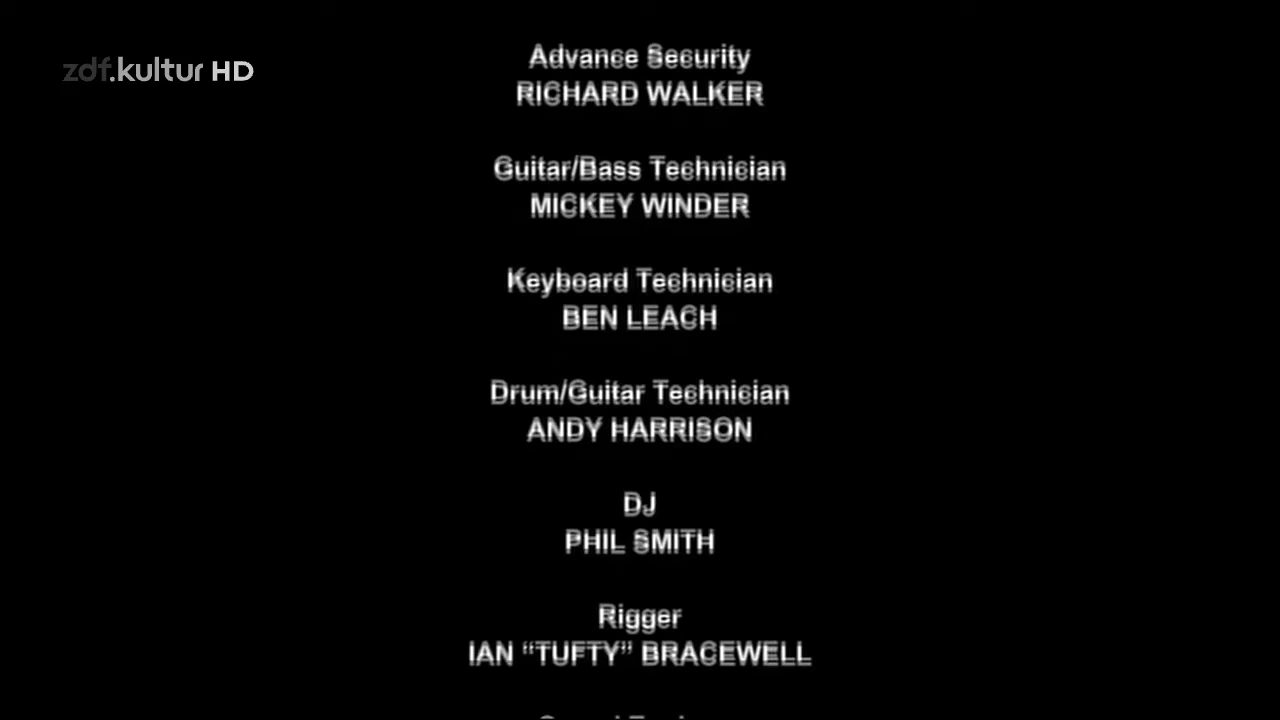 zdf.kultur HD
Advance Security
RICHARD WALKER
Guitar/Bass Technician
MICKEY WINDER
Keyboard Technician
BEN LEACH
Drum/Guitar Technician
ANDY HARRISON
DJ
PHIL SMITH
Rigger
IAN “TUFTY” BRACEWELL